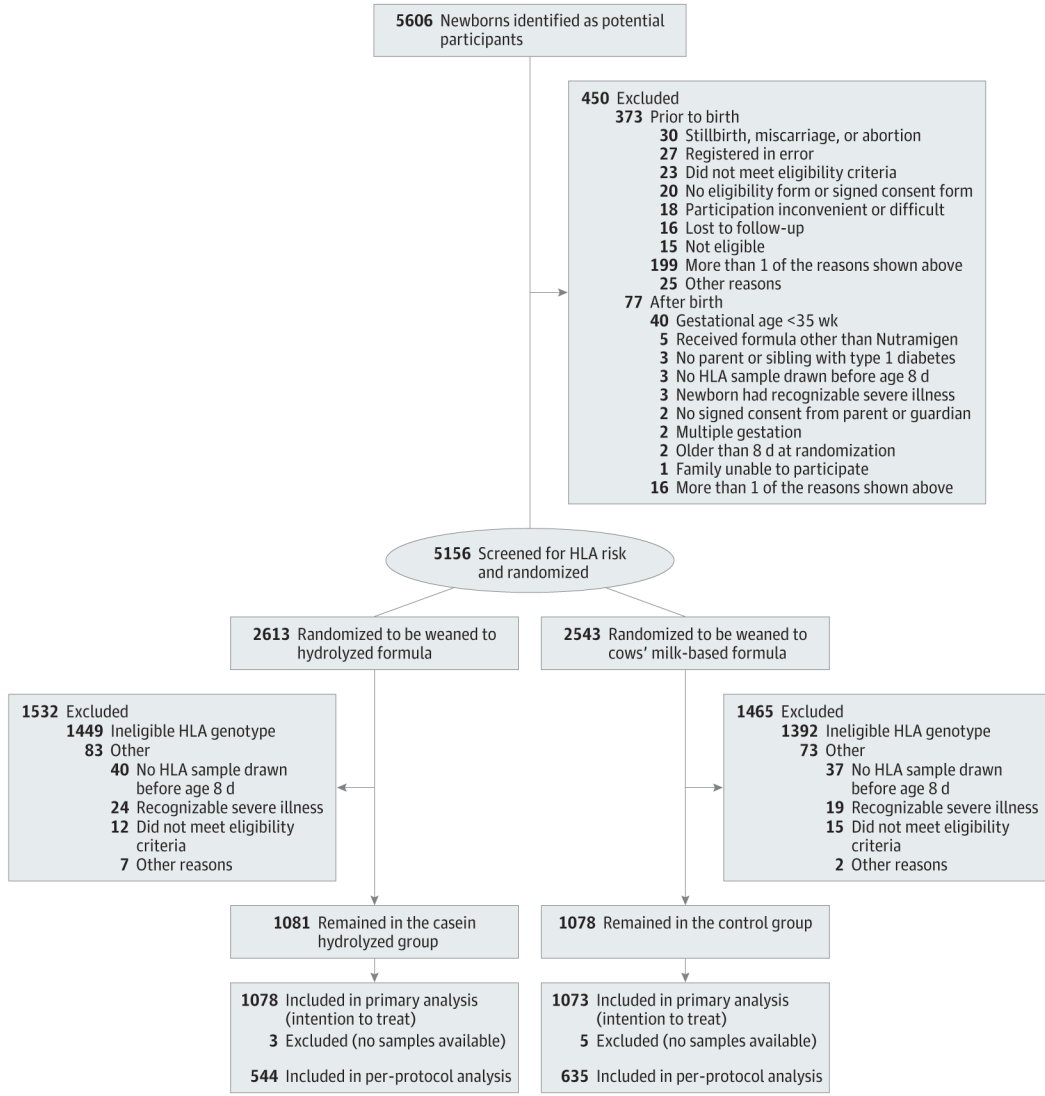 5606 Newborns identified as potential
participants
450 Excluded
373 Prior to birth
30 Stillbirth, miscarriage, or abortion
27 Registered in error
23 Did not meet eligibility criteria
20 No eligibility form or signed consent form
18 Participation inconvenient or difficult
16 Lost to follow-up
15 Not eligible
199 More than 1 of the reasons shown above
25 Other reasons
77 After birth
40 Gestational age <35 wk
5 Received formula other than Nutramigen
3 No parent or sibling with type 1 diabetes
3 No HLA sample drawn before age 8 d
3 Newborn had recognizable severe illness
2 No signed consent from parent or guardian
2 Multiple gestation
2 Older than 8 d at randomization
1 Family unable to participate
16 More than 1 of the reasons shown above
5156 Screened for HLA risk
and randomized
2613 Randomized to be weaned to
hydrolyzed formula
2543 Randomized to be weaned to
cows' milk-based formula
1532 Excluded
1449 Ineligible HLA genotype
83 Other
40 No HLA sample drawn
before age 8 d
24 Recognizable severe illness
12 Did not meet eligibility
criteria
7 Other reasons
1465 Excluded
1392 Ineligible HLA genotype
73 Other
37 No HLA sample drawn
before age 8 d
19 Recognizable severe illness
15 Did not meet eligibility
criteria
2 Other reasons
1081 Remained in the casein
hydrolyzed group
1078 Remained in the control group
1078 Included in primary analysis
(intention to treat)
3 Excluded (no samples available)
544 Included in per-protocol analysis
1073 Included in primary analysis
(intention to treat)
5 Excluded (no samples available)
635 Included in per-protocol analysis